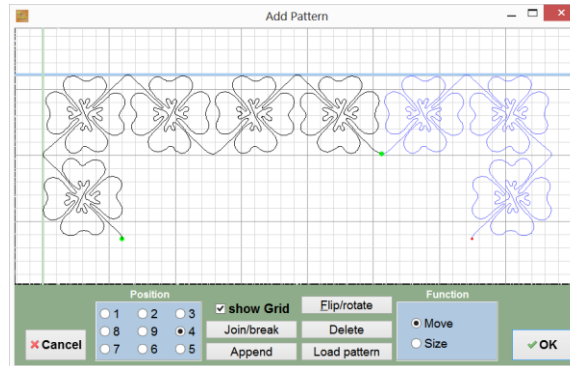 Add Pattern
Position
1 2 3
8 9 4
7 6 5
show Grid
Flip/rotate
Join/break
Delete
Append
Load pattern
Function
Move
Size
Cancel
OK